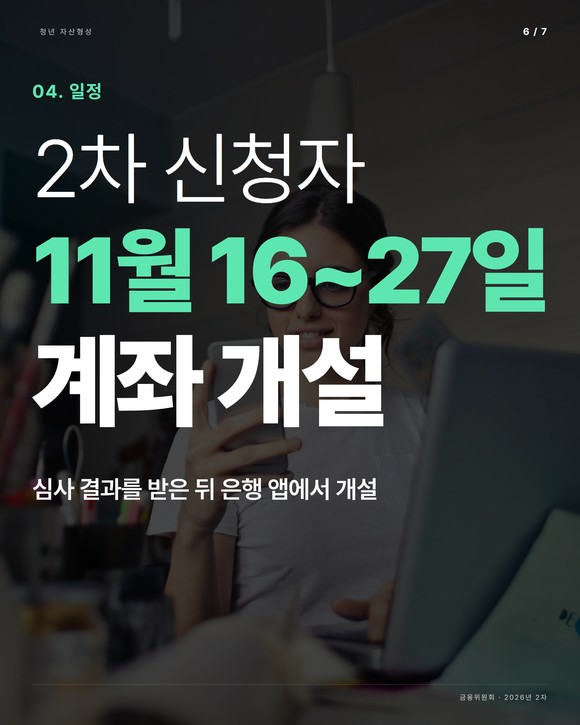 청년 자산형성
6 / 7
04. 일정
2차 신청자
11월 16~27일
계좌 개설
심사 결과를 받은 뒤 은행 앱에서 개설
금융위원회 · 2026년 2차